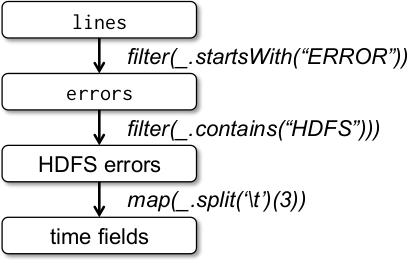 lines
filter(_.startsWith(“ERROR”))
errors
filter(_.contains(“HDFS”)))
HDFS errors
map(_.split(‘\t’)(3))
time fields